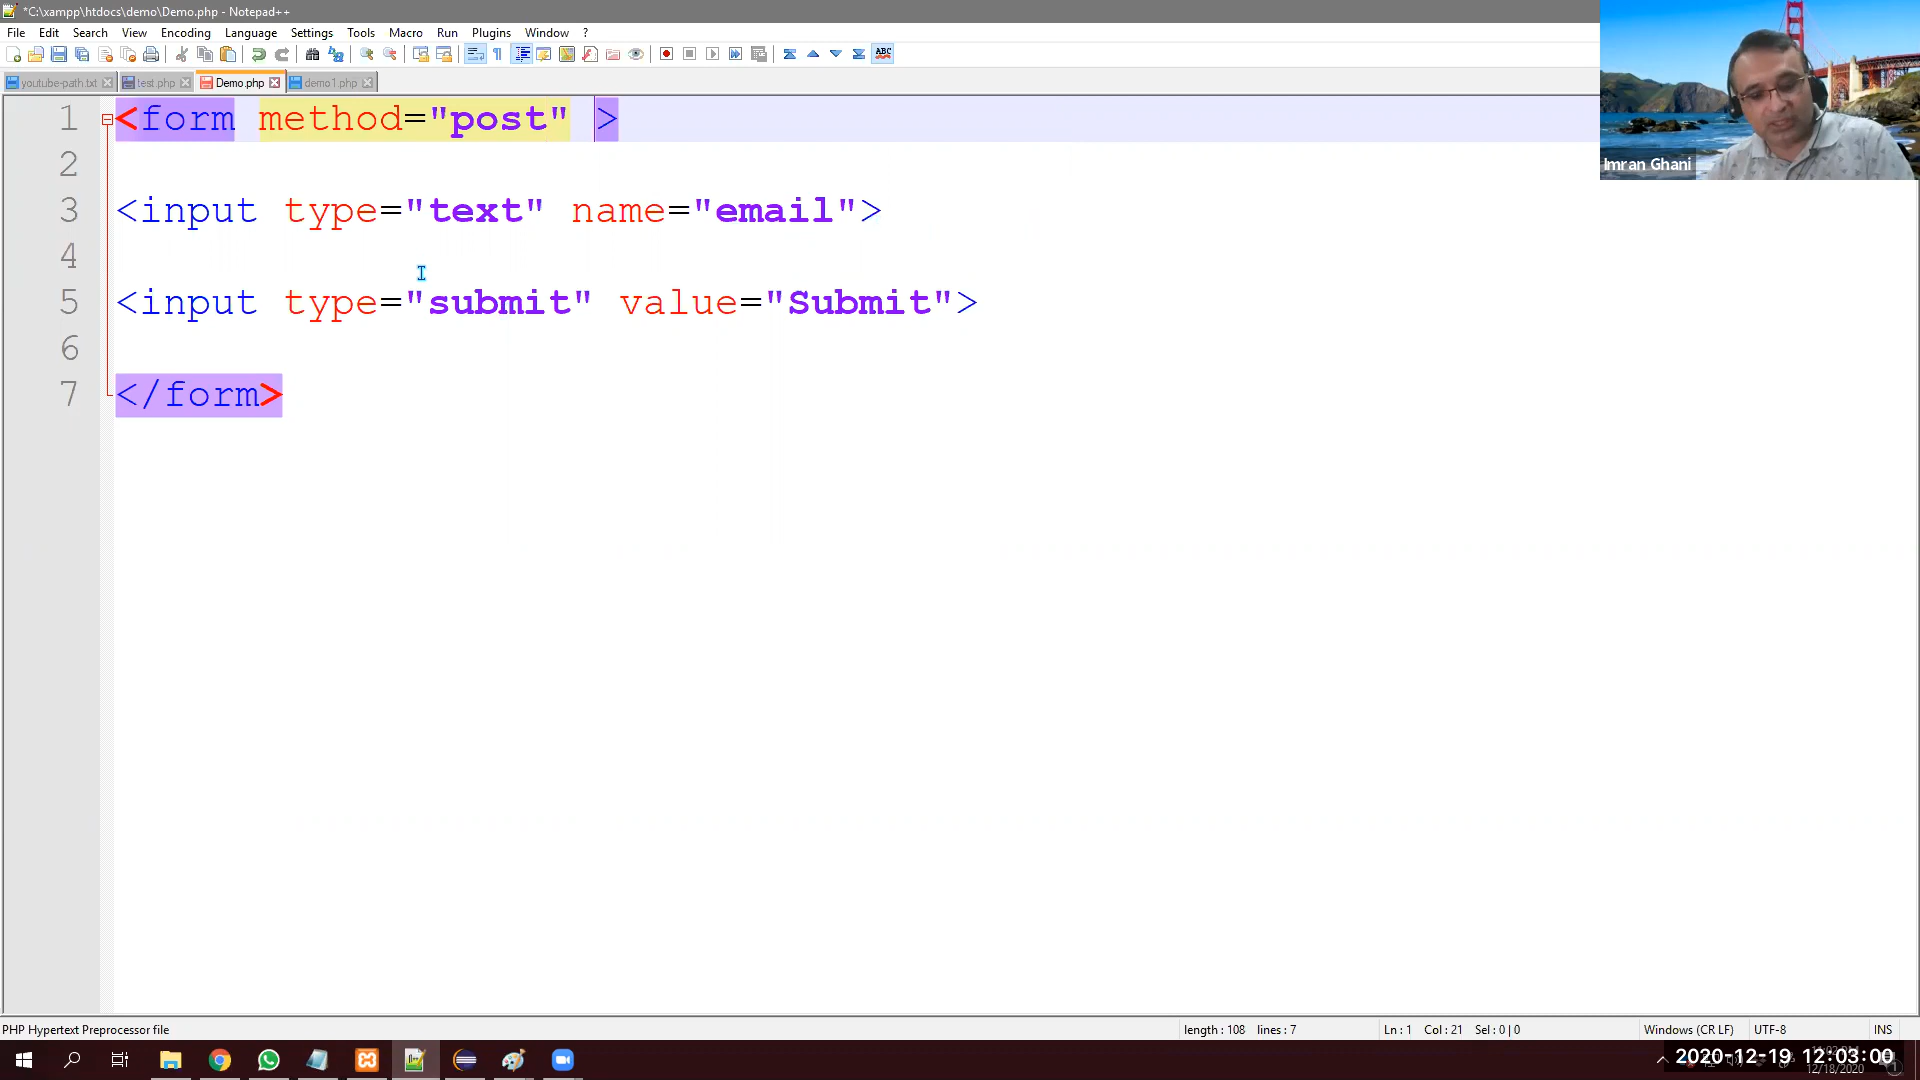 *C:\xampp\htdocs\demo\Demo.php - Notepad++
File Edit Search View Encoding Language Settings Tools Macro Run Plugins Window ?
ABC
youtube-path.txt test.php Demo.php demo1.php
Imran Ghani
1 <form method="post" >
2
3 <input type="text" name="email">
4
5 <input type="submit" value="Submit">
6
7 </form>
PHP Hypertext Preprocessor file length : 108 lines : 7 Ln : 1 Col : 21 Sel : 0 | 0 Windows (CR LF) UTF-8 INS
2020-12-19 12:03:00
12/18/2020